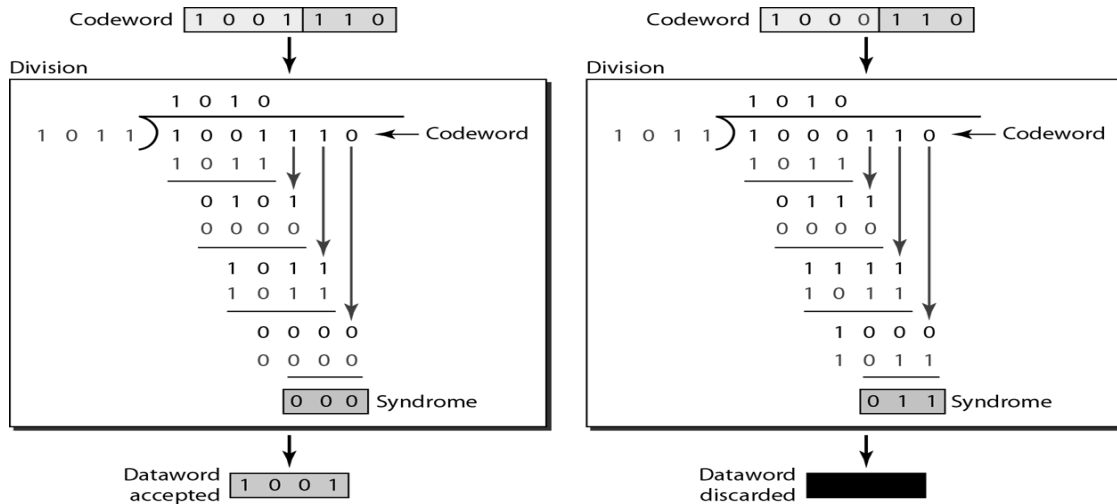 Codeword 1 0 0 1 1 1 0
Division
1 0 1 0
1 0 1 1 1 0 0 1 1 1 0 Codeword
1 0 1 1
0 1 0 1
0 0 0 0
1 0 1 1
1 0 1 1
0 0 0 0
0 0 0 0
0 0 0 Syndrome
Dataword
accepted 1 0 0 1
Codeword 1 0 0 0 1 1 0
Division
1 0 1 0
1 0 1 1 1 0 0 0 1 1 0 Codeword
1 0 1 1
0 1 1 1
0 0 0 0
1 1 1 1
1 0 1 1
1 0 0 0
1 0 1 1
0 1 1 Syndrome
Dataword
discarded